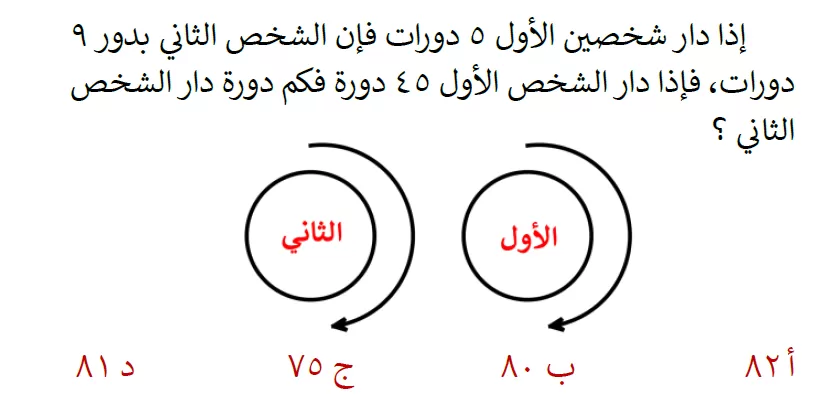 إذا دار شخصين الأول ٥ دورات فإن الشخص الثاني بدور ٩
دورات، فإذا دار الشخص الأول ٤٥ دورة فكم دورة دار الشخص
الثاني ؟
الأول
الثاني
أ ٨٢ ب ٨٠ ج ٧٥ د ٨١